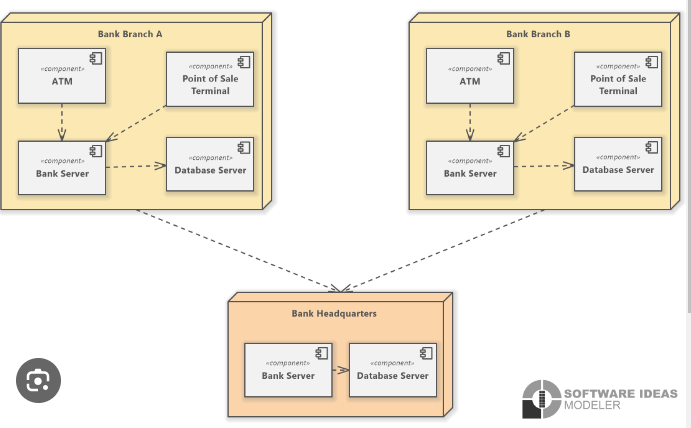 Bank Branch A
«component»
ATM
«component»
Point of Sale
Terminal
«component»
Bank Server
«component»
Database Server
Bank Branch B
«component»
ATM
«component»
Point of Sale
Terminal
«component»
Bank Server
«component»
Database Server
Bank Headquarters
«component»
Bank Server
«component»
Database Server
SOFTWARE IDEAS
MODELER